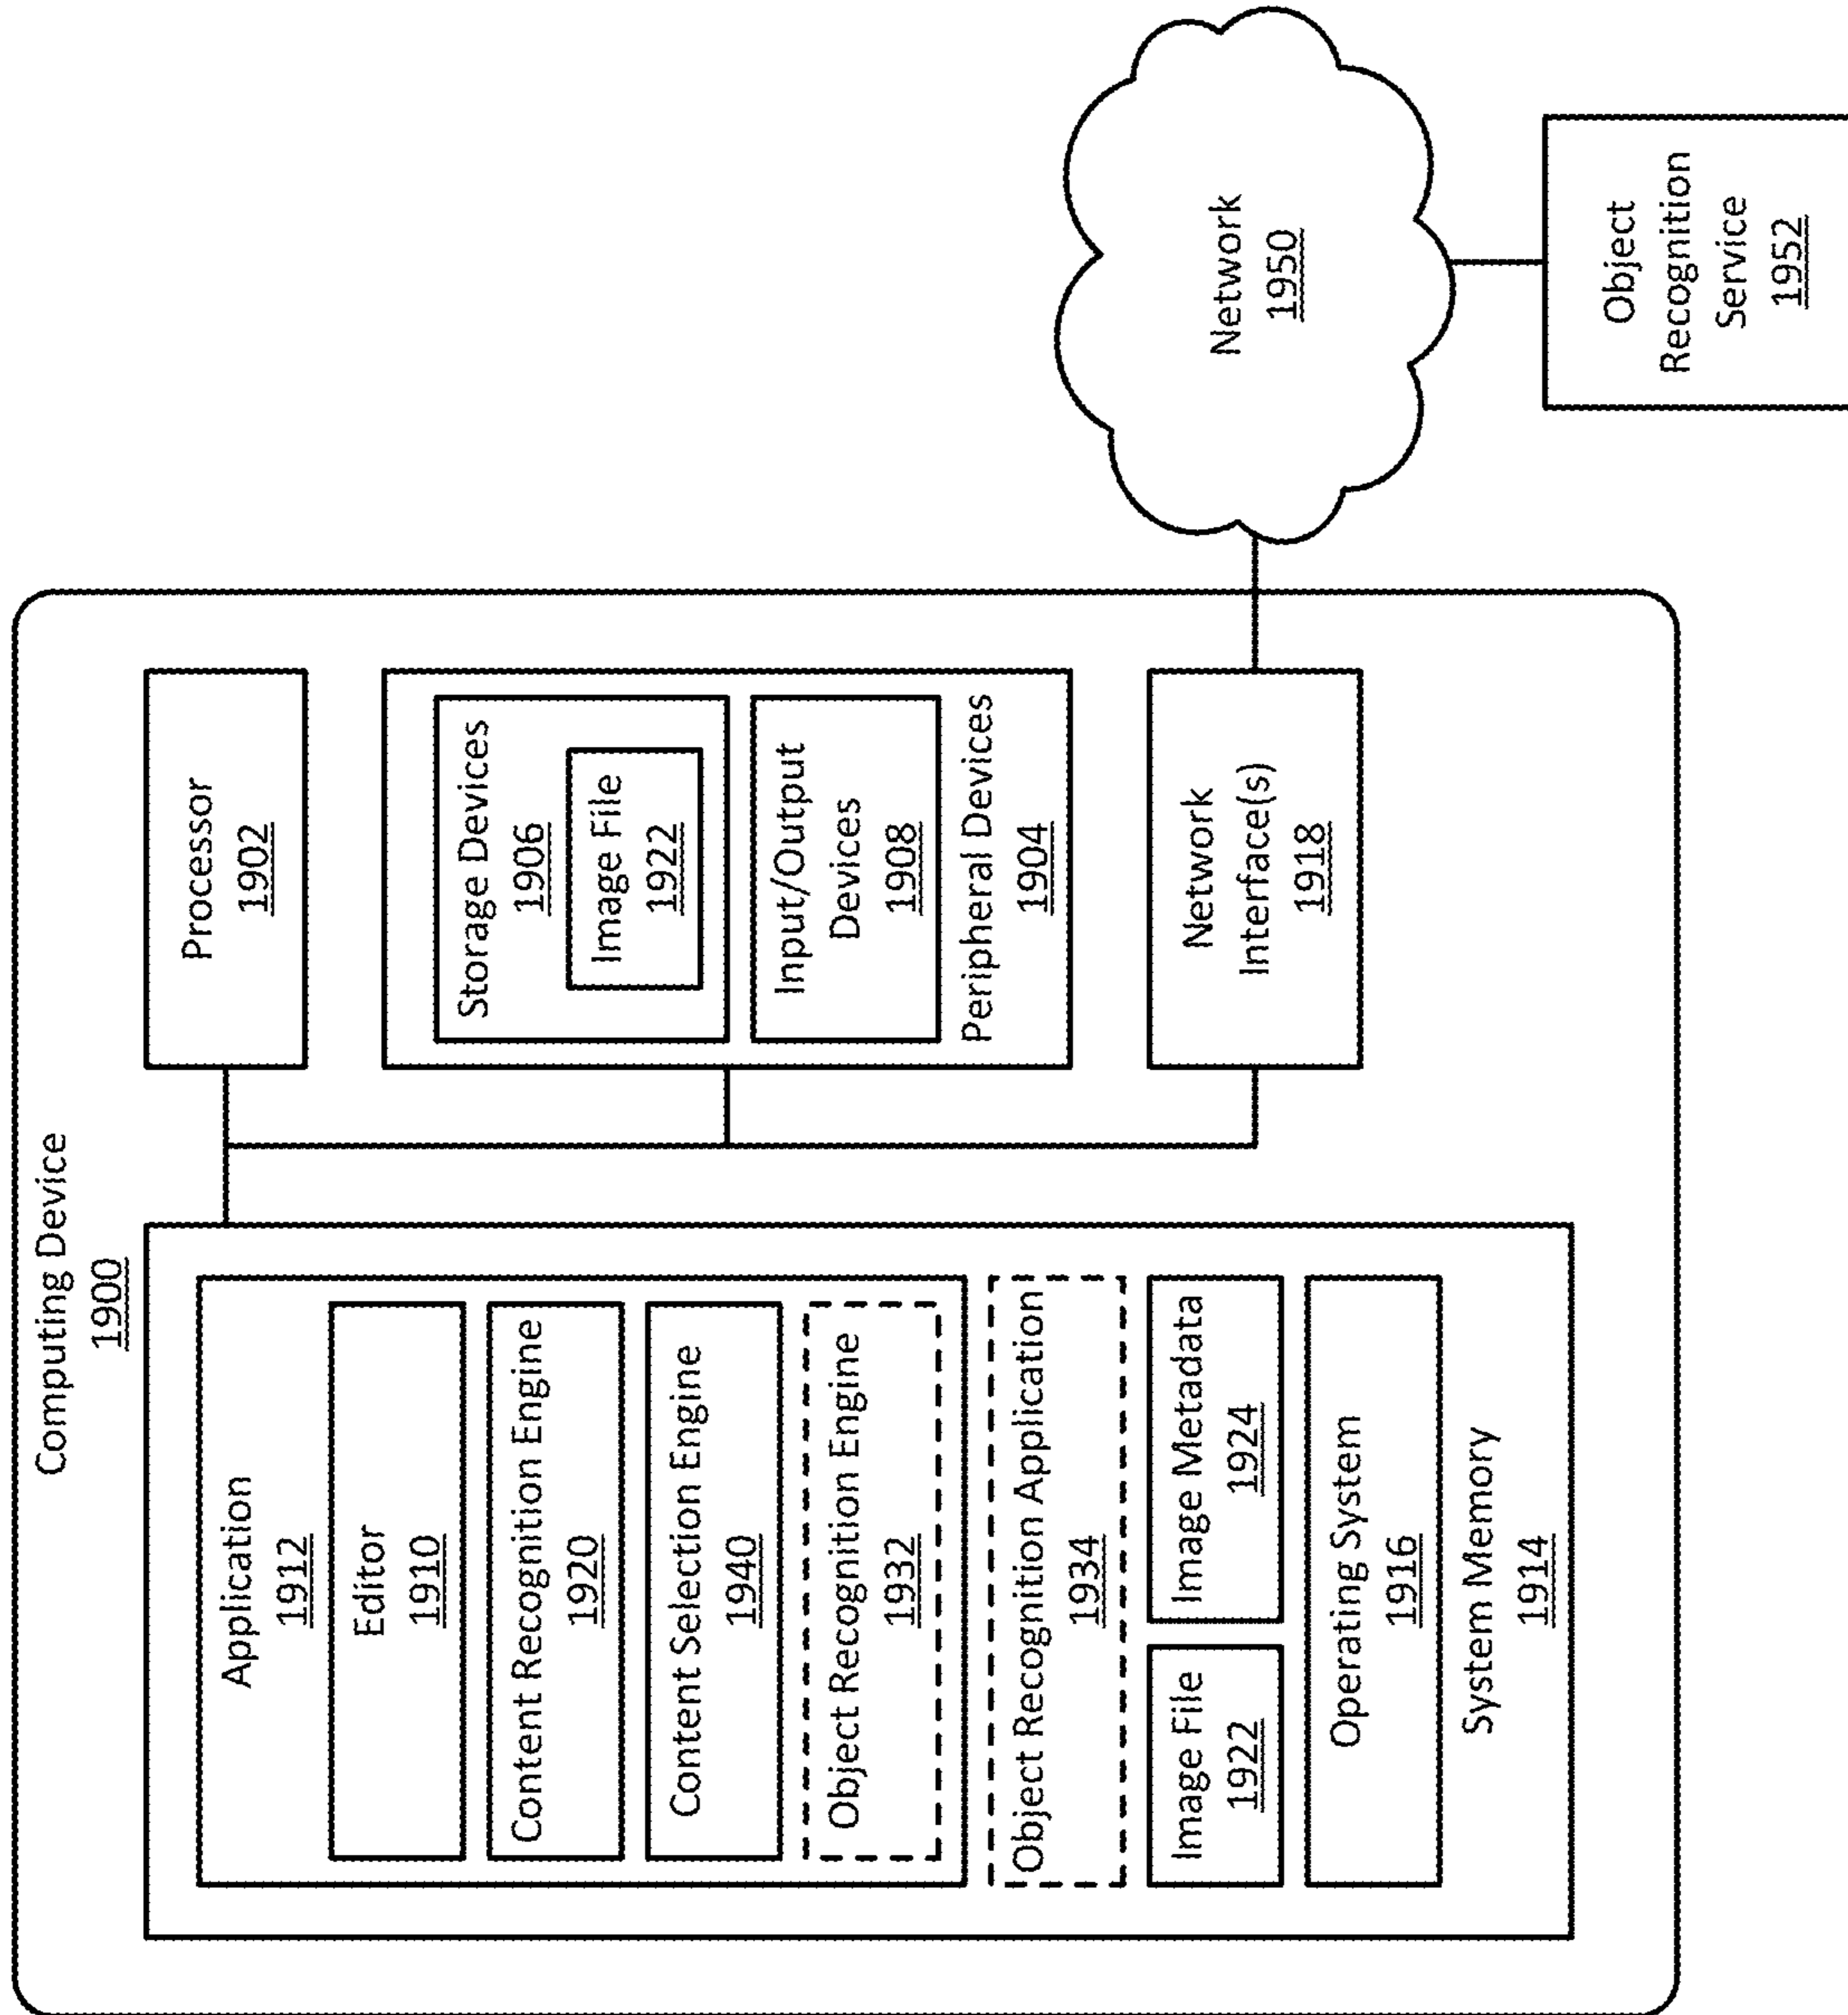 Computing Device
1900
Application
1912
Editor
1910
Content Recognition Engine
1920
Content Selection Engine
1940
Object Recognition Engine
1932
Object Recognition Application
1934
Image File
1922
Image Metadata
1924
Operating System
1916
System Memory
1914
Processor
1902
Storage Devices
1906
Image File
1922
Input/Output
Devices
1908
Peripheral Devices
1904
Network
Interface(s)
1918
Network
1950
Object
Recognition
Service
1952